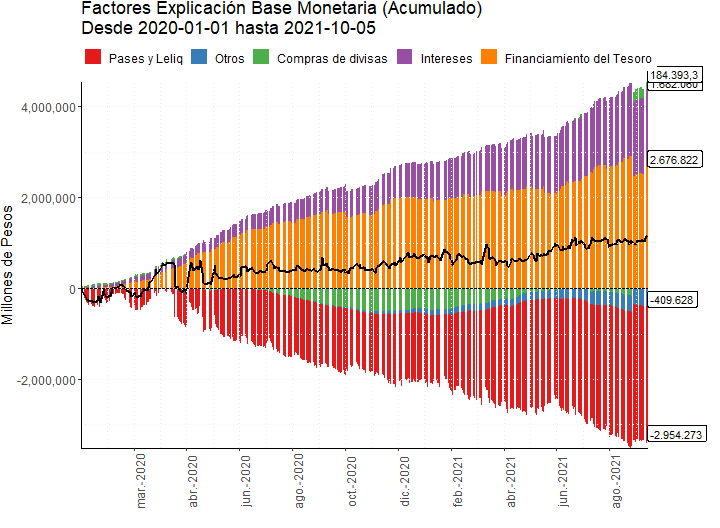 Factores Explicación Base Monetaria (Acumulado)
Desde 2020-01-01 hasta 2021-10-05
Pases y Leliq
Otros
Compras de divisas
Intereses
Financiamiento del Tesoro
Millones de Pesos
4,000,000
2,000,000
0
-2,000,000
184.393,3
1.682.060
2.676.822
-409.628
-2.954.273
mar.-2020
abr.-2020
jun.-2020
ago.-2020
oct.-2020
dic.-2020
feb.-2021
abr.-2021
jun.-2021
ago.-2021